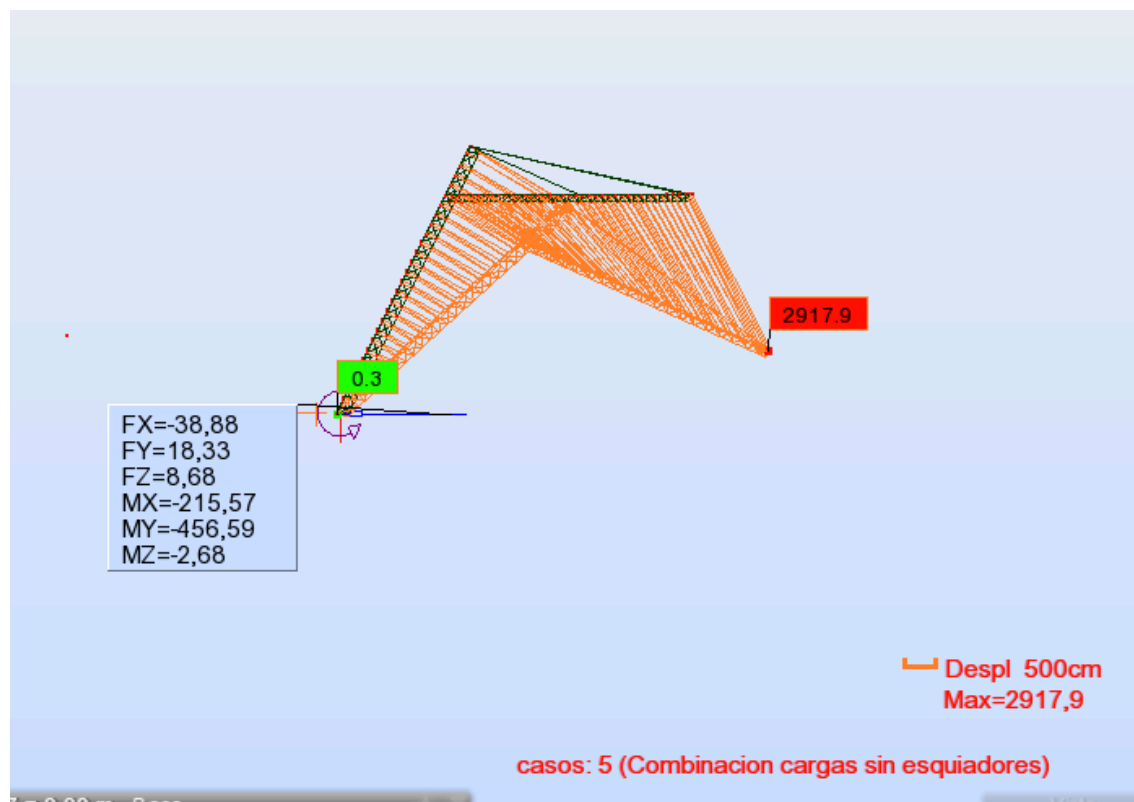 2917.9
0.3
FX=-38,88
FY=18,33
FZ=8,68
MX=-215,57
MY=-456,59
MZ=-2,68
Despl 500cm
Max=2917,9
casos: 5 (Combinacion cargas sin esquiadores)